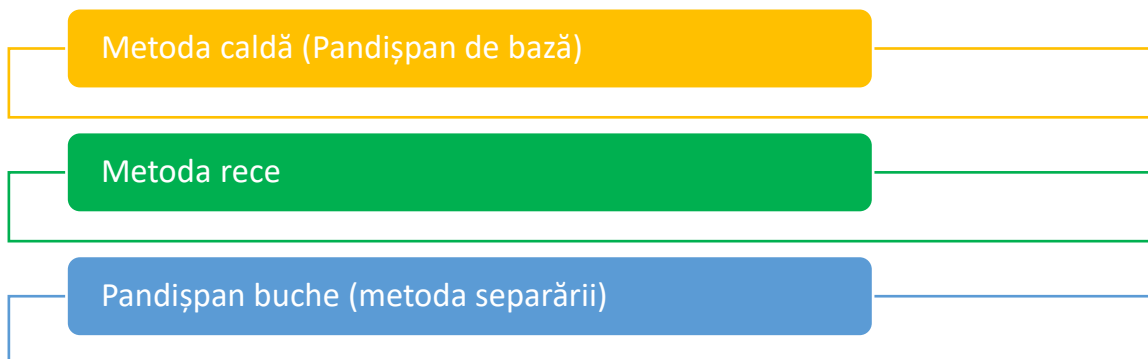 Metoda caldă (Pandișpan de bază)
Metoda rece
Pandișpan buche (metoda separării)